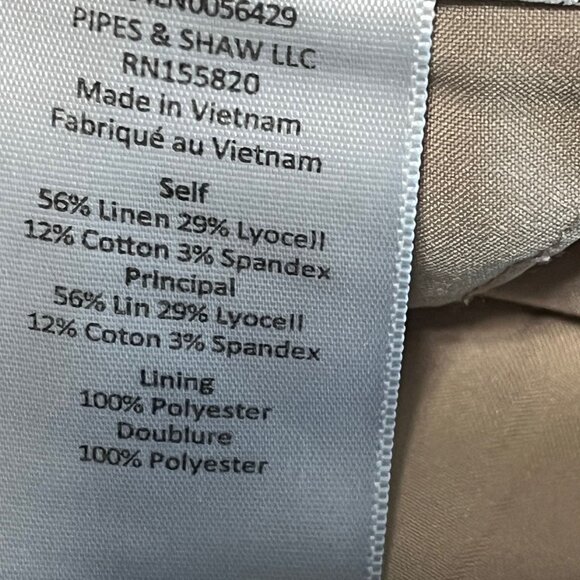 PIPES & SHAW LLC
RN155820
Made in Vietnam
Fabriqué au Vietnam
Self
56% Linen 29% Lyocell
12% Cotton 3% Spandex
Principal
56% Lin 29% Lyocell
12% Coton 3% Spandex
Lining
100% Polyester
Doublure
100% Polyester